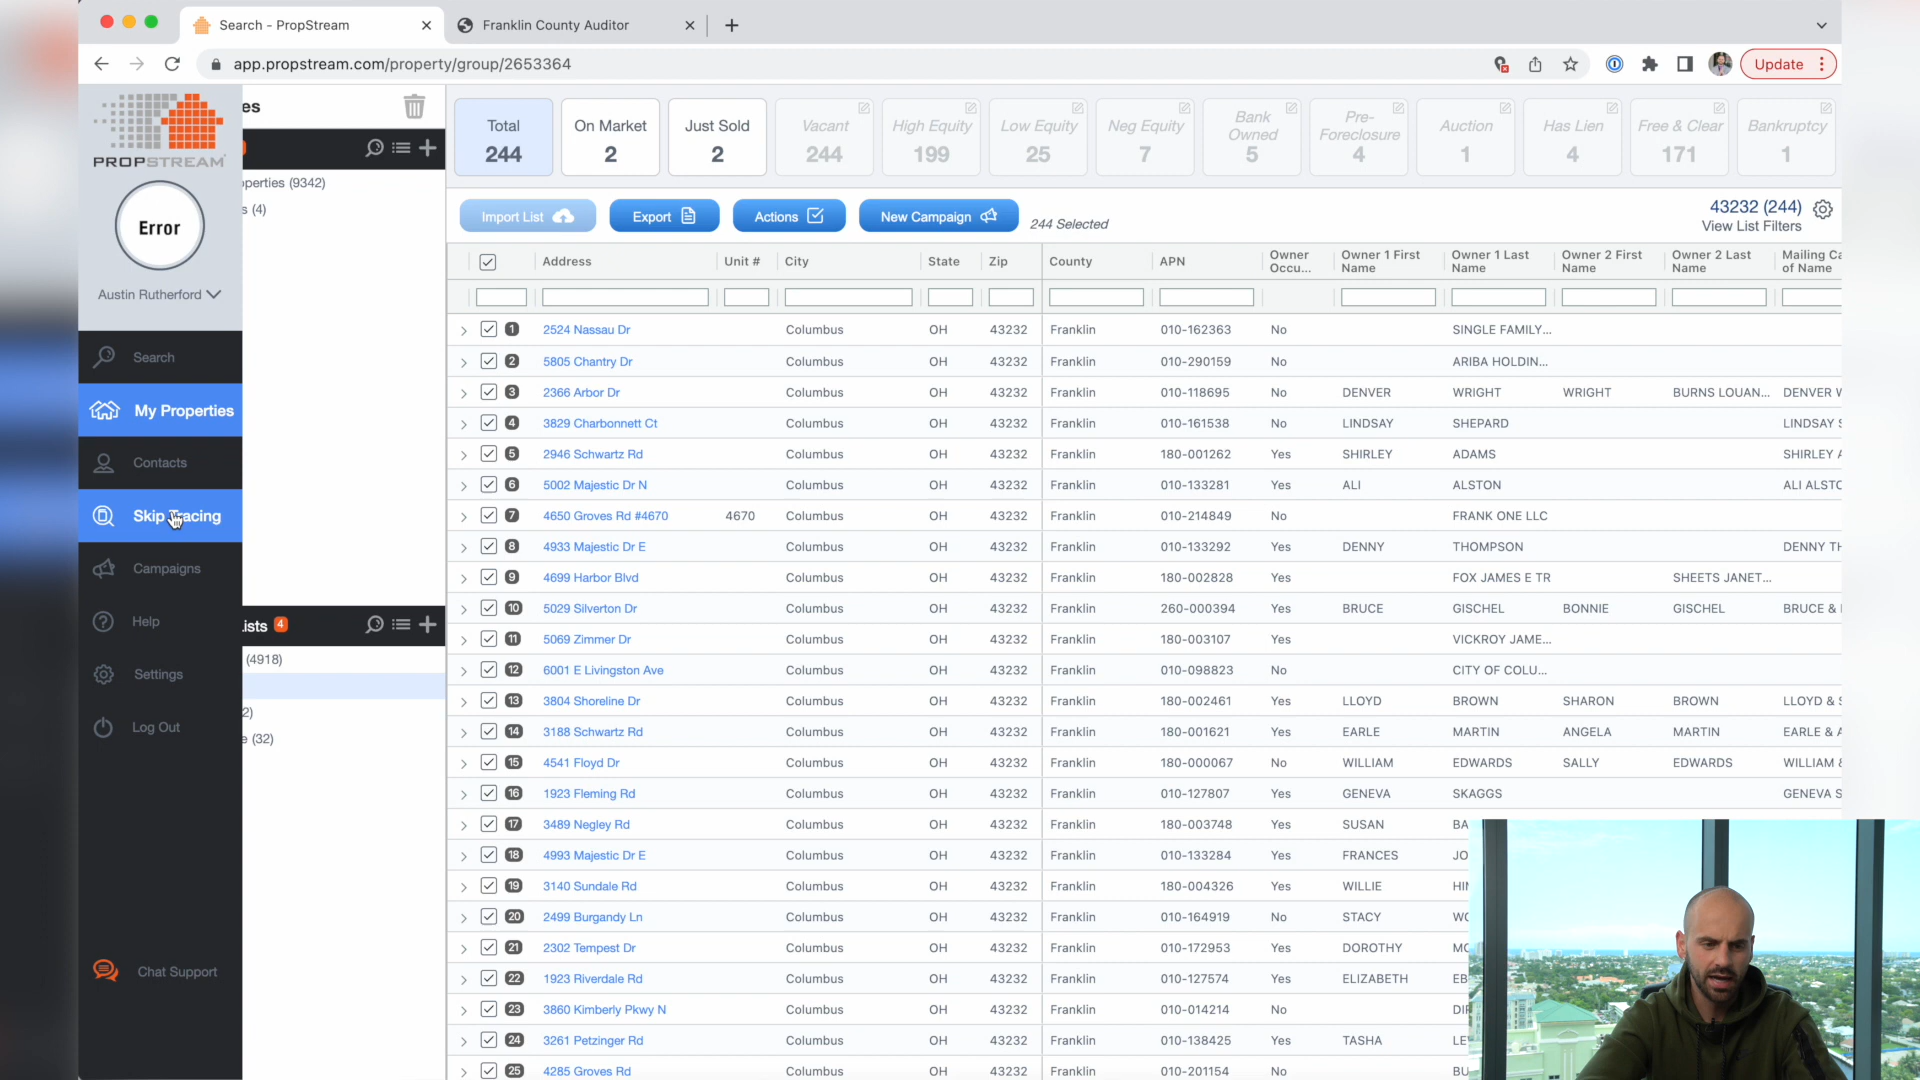 Search - PropStream
Franklin County Auditor
app.propstream.com/property/group/2653364
Update
PROPSTREAM
Error
Austin Rutherford
Search
My Properties
Contacts
Skip Tracing
Campaigns
Help
Settings
Log Out
Chat Support
es
perties (9342)
s (4)
ists 4
(4918)
2)
e (32)
Total 244
On Market 2
Just Sold 2
Vacant 244
High Equity 199
Low Equity 25
Neg Equity 7
Bank Owned 5
Pre-Foreclosure 4
Auction 1
Has Lien 4
Free & Clear 171
Bankruptcy 1
Import List
Export
Actions
New Campaign
244 Selected
43232 (244)
View List Filters
Address Unit # City State Zip County APN Owner Occu... Owner 1 First Name Owner 1 Last Name Owner 2 First Name Owner 2 Last Name Mailing Ca of Name
1 2524 Nassau Dr Columbus OH 43232 Franklin 010-162363 No SINGLE FAMILY...
2 5805 Chantry Dr Columbus OH 43232 Franklin 010-290159 No ARIBA HOLDIN...
3 2366 Arbor Dr Columbus OH 43232 Franklin 010-118695 No DENVER WRIGHT WRIGHT BURNS LOUAN... DENVER W
4 3829 Charbonnett Ct Columbus OH 43232 Franklin 010-161538 No LINDSAY SHEPARD LINDSAY S
5 2946 Schwartz Rd Columbus OH 43232 Franklin 180-001262 Yes SHIRLEY ADAMS SHIRLEY A
6 5002 Majestic Dr N Columbus OH 43232 Franklin 010-133281 Yes ALI ALSTON ALI ALSTO
7 4650 Groves Rd #4670 4670 Columbus OH 43232 Franklin 010-214849 No FRANK ONE LLC
8 4933 Majestic Dr E Columbus OH 43232 Franklin 010-133292 Yes DENNY THOMPSON DENNY TH
9 4699 Harbor Blvd Columbus OH 43232 Franklin 180-002828 Yes FOX JAMES E TR SHEETS JANET...
10 5029 Silverton Dr Columbus OH 43232 Franklin 260-000394 Yes BRUCE GISCHEL BONNIE GISCHEL BRUCE &
11 5069 Zimmer Dr Columbus OH 43232 Franklin 180-003107 Yes VICKROY JAME...
12 6001 E Livingston Ave Columbus OH 43232 Franklin 010-098823 No CITY OF COLU...
13 3804 Shoreline Dr Columbus OH 43232 Franklin 180-002461 Yes LLOYD BROWN SHARON BROWN LLOYD & S
14 3188 Schwartz Rd Columbus OH 43232 Franklin 180-001621 Yes EARLE MARTIN ANGELA MARTIN EARLE & A
15 4541 Floyd Dr Columbus OH 43232 Franklin 180-000067 No WILLIAM EDWARDS SALLY EDWARDS WILLIAM &
16 1923 Fleming Rd Columbus OH 43232 Franklin 010-127807 Yes GENEVA SKAGGS GENEVA S
17 3489 Negley Rd Columbus OH 43232 Franklin 180-003748 Yes SUSAN BA
18 4993 Majestic Dr E Columbus OH 43232 Franklin 010-133284 Yes FRANCES JO
19 3140 Sundale Rd Columbus OH 43232 Franklin 180-004326 Yes WILLIE HI
20 2499 Burgandy Ln Columbus OH 43232 Franklin 010-164919 No STACY WO
21 2302 Tempest Dr Columbus OH 43232 Franklin 010-172953 Yes DOROTHY MO
22 1923 Riverdale Rd Columbus OH 43232 Franklin 010-127574 Yes ELIZABETH EB
23 3860 Kimberly Pkwy N Columbus OH 43232 Franklin 010-014214 No DI
24 3261 Petzinger Rd Columbus OH 43232 Franklin 010-138425 Yes TASHA LE
25 4285 Groves Rd Columbus OH 43232 Franklin 010-201154 No BU